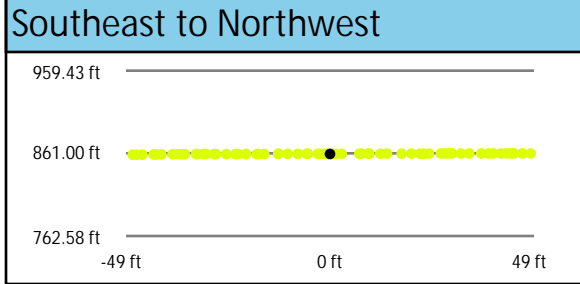 Southeast to Northwest
959.43 ft
861.00 ft
762.58 ft
-49 ft 0 ft 49 ft